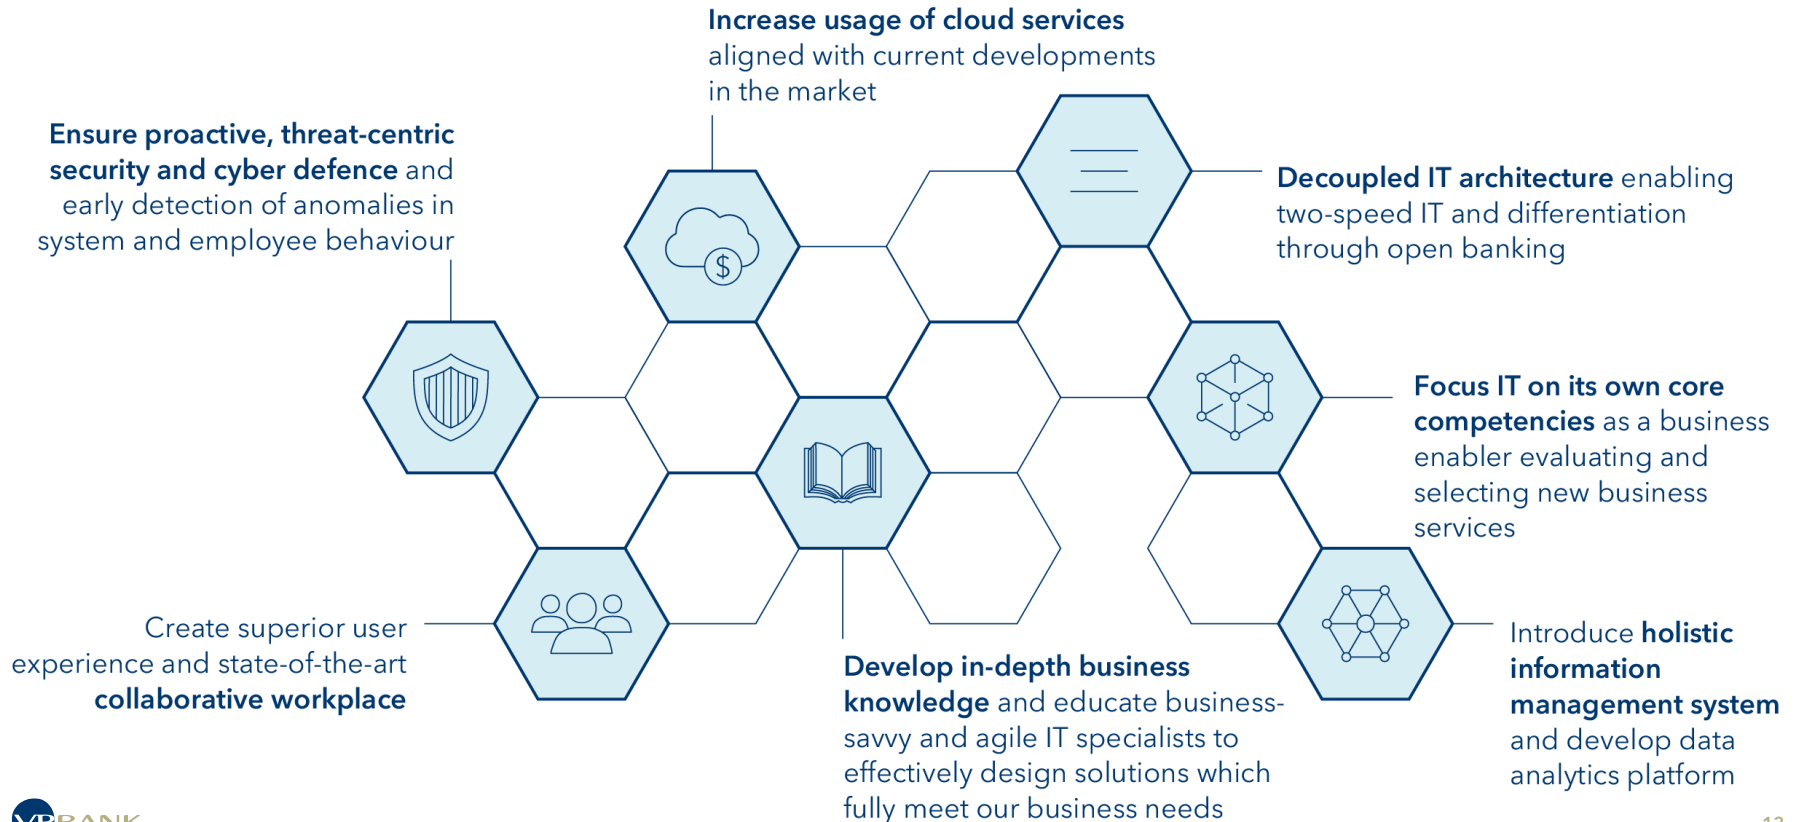 Increase usage of cloud services
aligned with current developments
in the market
Ensure proactive, threat-centric
security and cyber defence and
early detection of anomalies in
system and employee behaviour
$
Decoupled IT architecture enabling
two-speed IT and differentiation
through open banking
Focus IT on its own core
competencies as a business
enabler evaluating and
selecting new business
services
Create superior user
experience and state-of-the-art
collaborative workplace
Develop in-depth business
knowledge and educate business-
savvy and agile IT specialists to
effectively design solutions which
fully meet our business needs
Introduce holistic
information
management system
and develop data
analytics platform
VP BANK